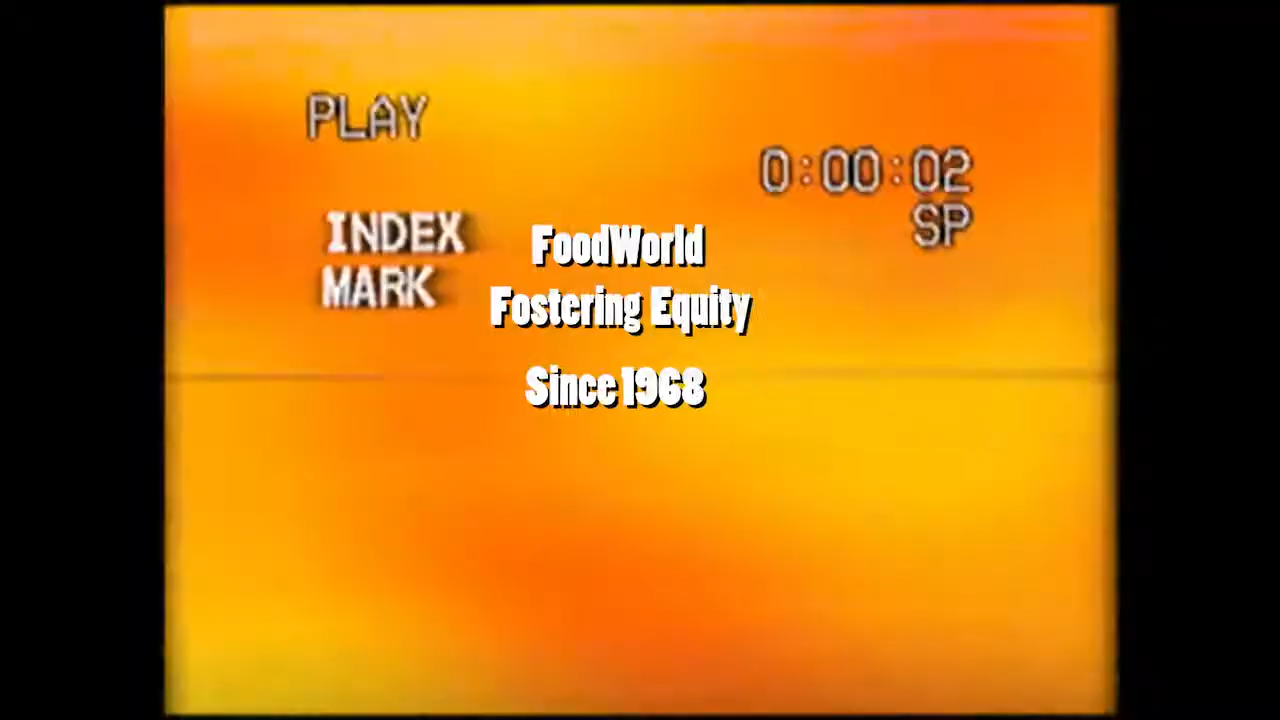 PLAY
0:00:02
SP
INDEX
MARK
FoodWorld
Fostering Equity
Since 1968